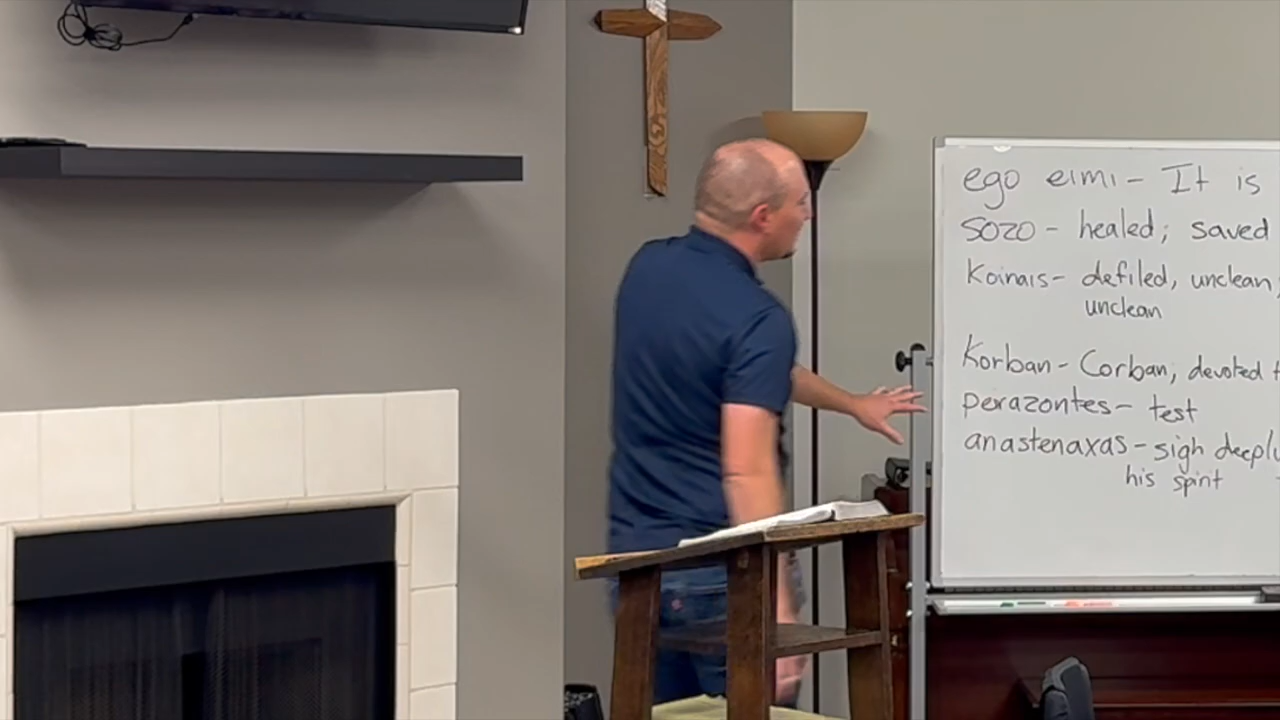 ego eimi - It is
sozo - healed; saved
Koinais - defiled, unclean,
unclean
Korban - Corban, devoted
perazontes - test
anastenaxas - sigh deeply
his spirit